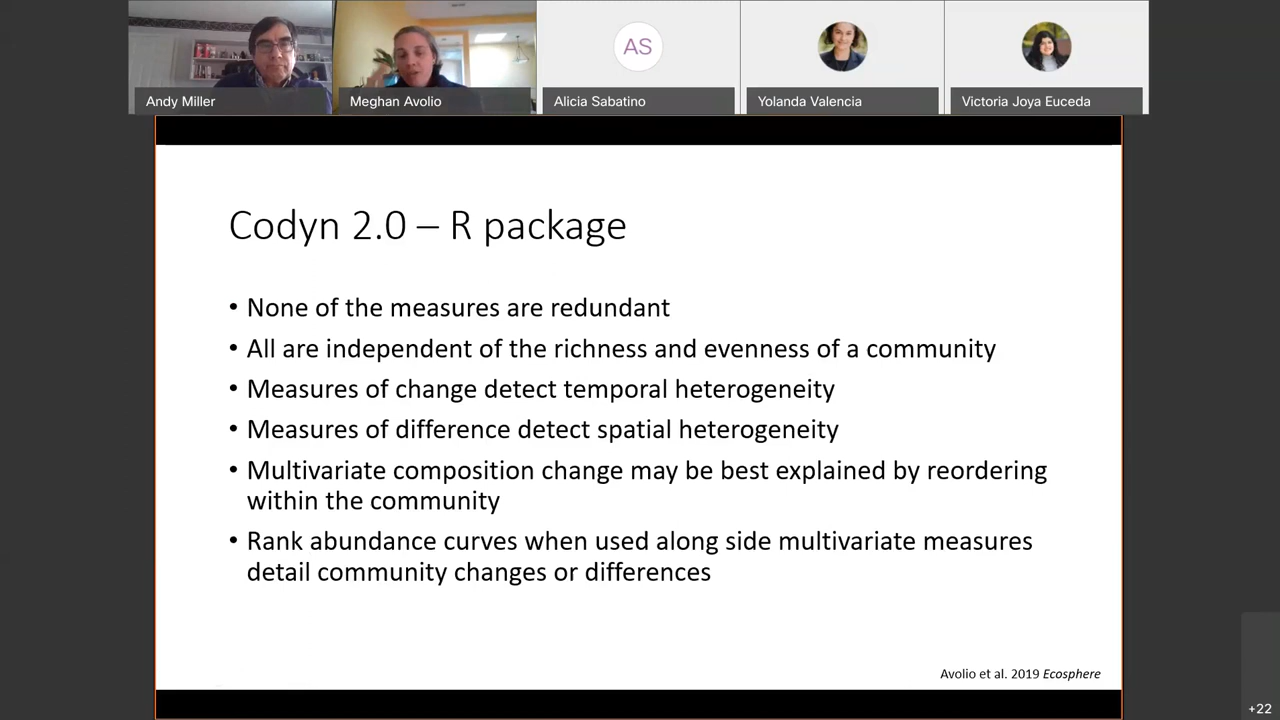 AS
Andy Miller
Meghan Avolio
Alicia Sabatino
Yolanda Valencia
Victoria Joya Euceda
Codyn 2.0 – R package
• None of the measures are redundant
• All are independent of the richness and evenness of a community
• Measures of change detect temporal heterogeneity
• Measures of difference detect spatial heterogeneity
• Multivariate composition change may be best explained by reordering
within the community
• Rank abundance curves when used along side multivariate measures
detail community changes or differences
Avolio et al. 2019 Ecosphere
+22